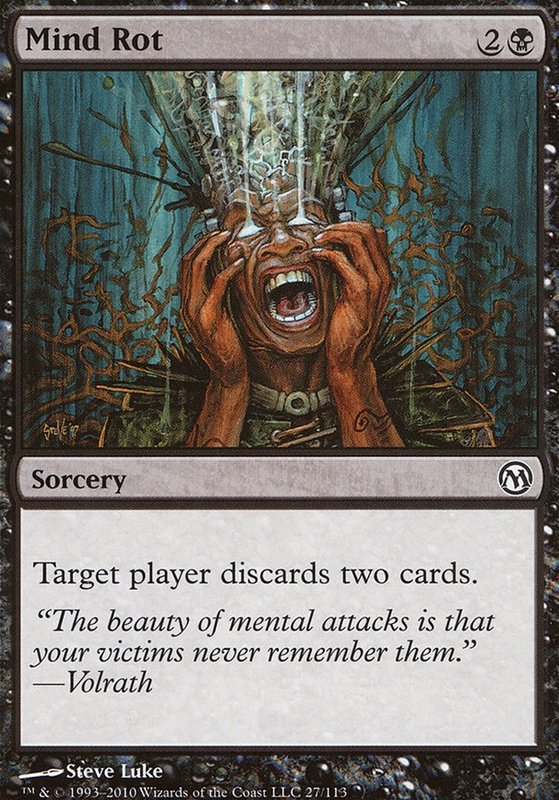 Mind Rot 2
Sorcery
Target player discards two cards.
“The beauty of mental attacks is that
your victims never remember them.”
—Volrath
Steve Luke
™ & © 1993–2010 Wizards of the Coast LLC 27/113